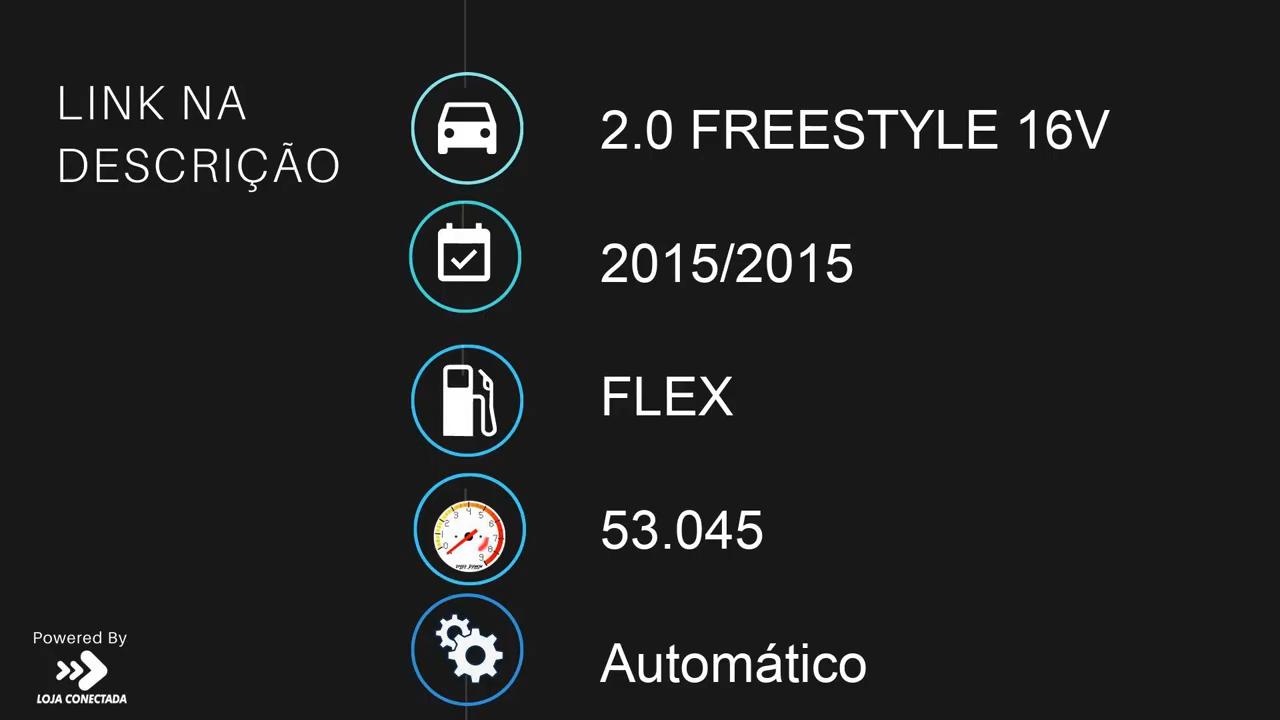 LINK NA
DESCRIÇÃO
2.0 FREESTYLE 16V
2015/2015
FLEX
53.045
Automático
Powered By
LOJA CONECTADA